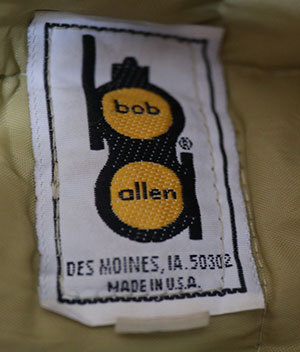 bob
allen
®
DES MOINES, IA. 50302
MADE IN U.S.A.